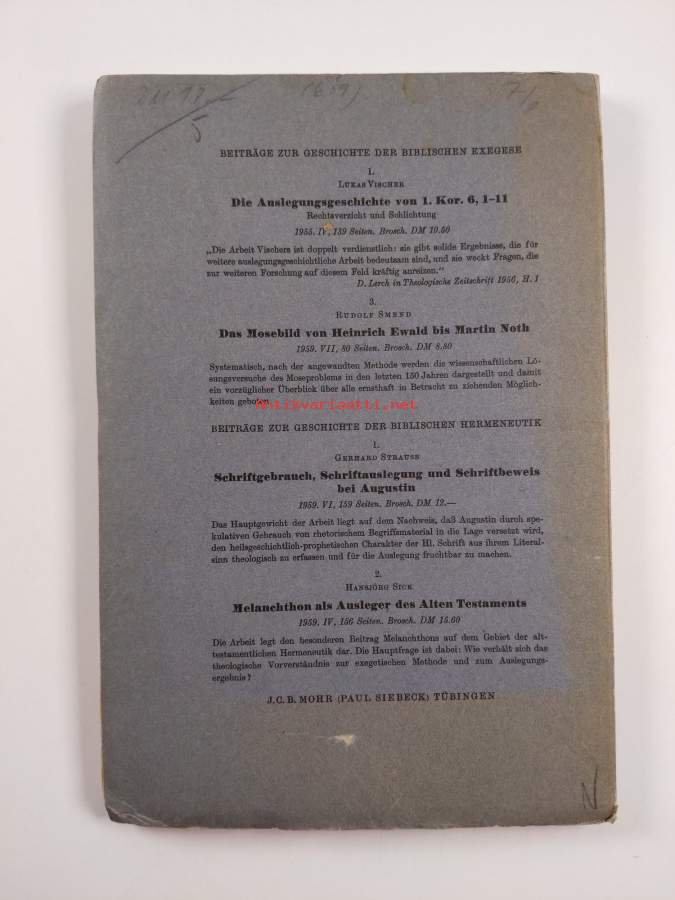 BEITRÄGE ZUR GESCHICHTE DER BIBLISCHEN EXEGESE
1.
LUKAS VISCHER
Die Auslegungsgeschichte von 1. Kor. 6, 1–11
Rechtsverzicht und Schlichtung
1955. IV, 139 Seiten. Brosch. DM 10.60
„Die Arbeit Vischers ist doppelt verdienstlich: sie gibt solide Ergebnisse, die für
weitere auslegungsgeschichtliche Arbeit bedeutsam sind, und sie weckt Fragen, die
zur weiteren Forschung auf diesem Feld kräftig anreizen.“
D. Lerch in Theologische Zeitschrift 1956, H. 1
3.
RUDOLF SMEND
Das Mosebild von Heinrich Ewald bis Martin Noth
1959. VII, 80 Seiten. Brosch. DM 8.80
Systematisch, nach der angewandten Methode werden die wissenschaftlichen Lö-
sungsversuche des Moseproblems in den letzten 150 Jahren dargestellt und damit
ein vorzüglicher Überblick über alle ernsthaft in Betracht zu ziehenden Möglich-
keiten geboten.
Antikvariaatti.net
BEITRÄGE ZUR GESCHICHTE DER BIBLISCHEN HERMENEUTIK
1.
GERHARD STRAUSS
Schriftgebrauch, Schriftauslegung und Schriftbeweis
bei Augustin
1959. VI, 159 Seiten. Brosch. DM 12.—
Das Hauptgewicht der Arbeit liegt auf dem Nachweis, daß Augustin durch spe-
kulativen Gebrauch von rhetorischem Begriffsmaterial in die Lage versetzt wird,
den heilsgeschichtlich-prophetischen Charakter der Hl. Schrift aus ihrem Literal-
sinn theologisch zu erfassen und für die Auslegung fruchtbar zu machen.
2.
HANSJÖRG SICK
Melanchthon als Ausleger des Alten Testaments
1959. IV, 156 Seiten. Brosch. DM 15.60
Die Arbeit legt den besonderen Beitrag Melanchthons auf dem Gebiet der alt-
testamentlichen Hermeneutik dar. Die Hauptfrage ist dabei: Wie verhält sich das
theologische Vorverständnis zur exegetischen Methode und zum Auslegungs-
ergebnis?
J.C.B. MOHR (PAUL SIEBECK) TÜBINGEN
N